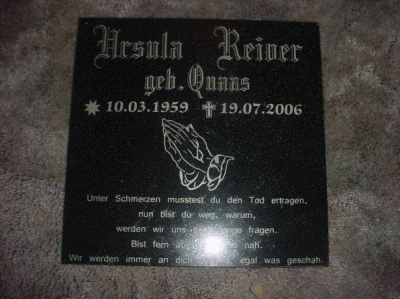 Ursula Reiver
geb. Quaas
* 10.03.1959 † 19.07.2006
Unter Schmerzen musstest du den Tod ertragen,
nun bist du weg, warum,
werden wir uns fragen.
Bist fern nah.
Wir werden immer an egal was geschah.